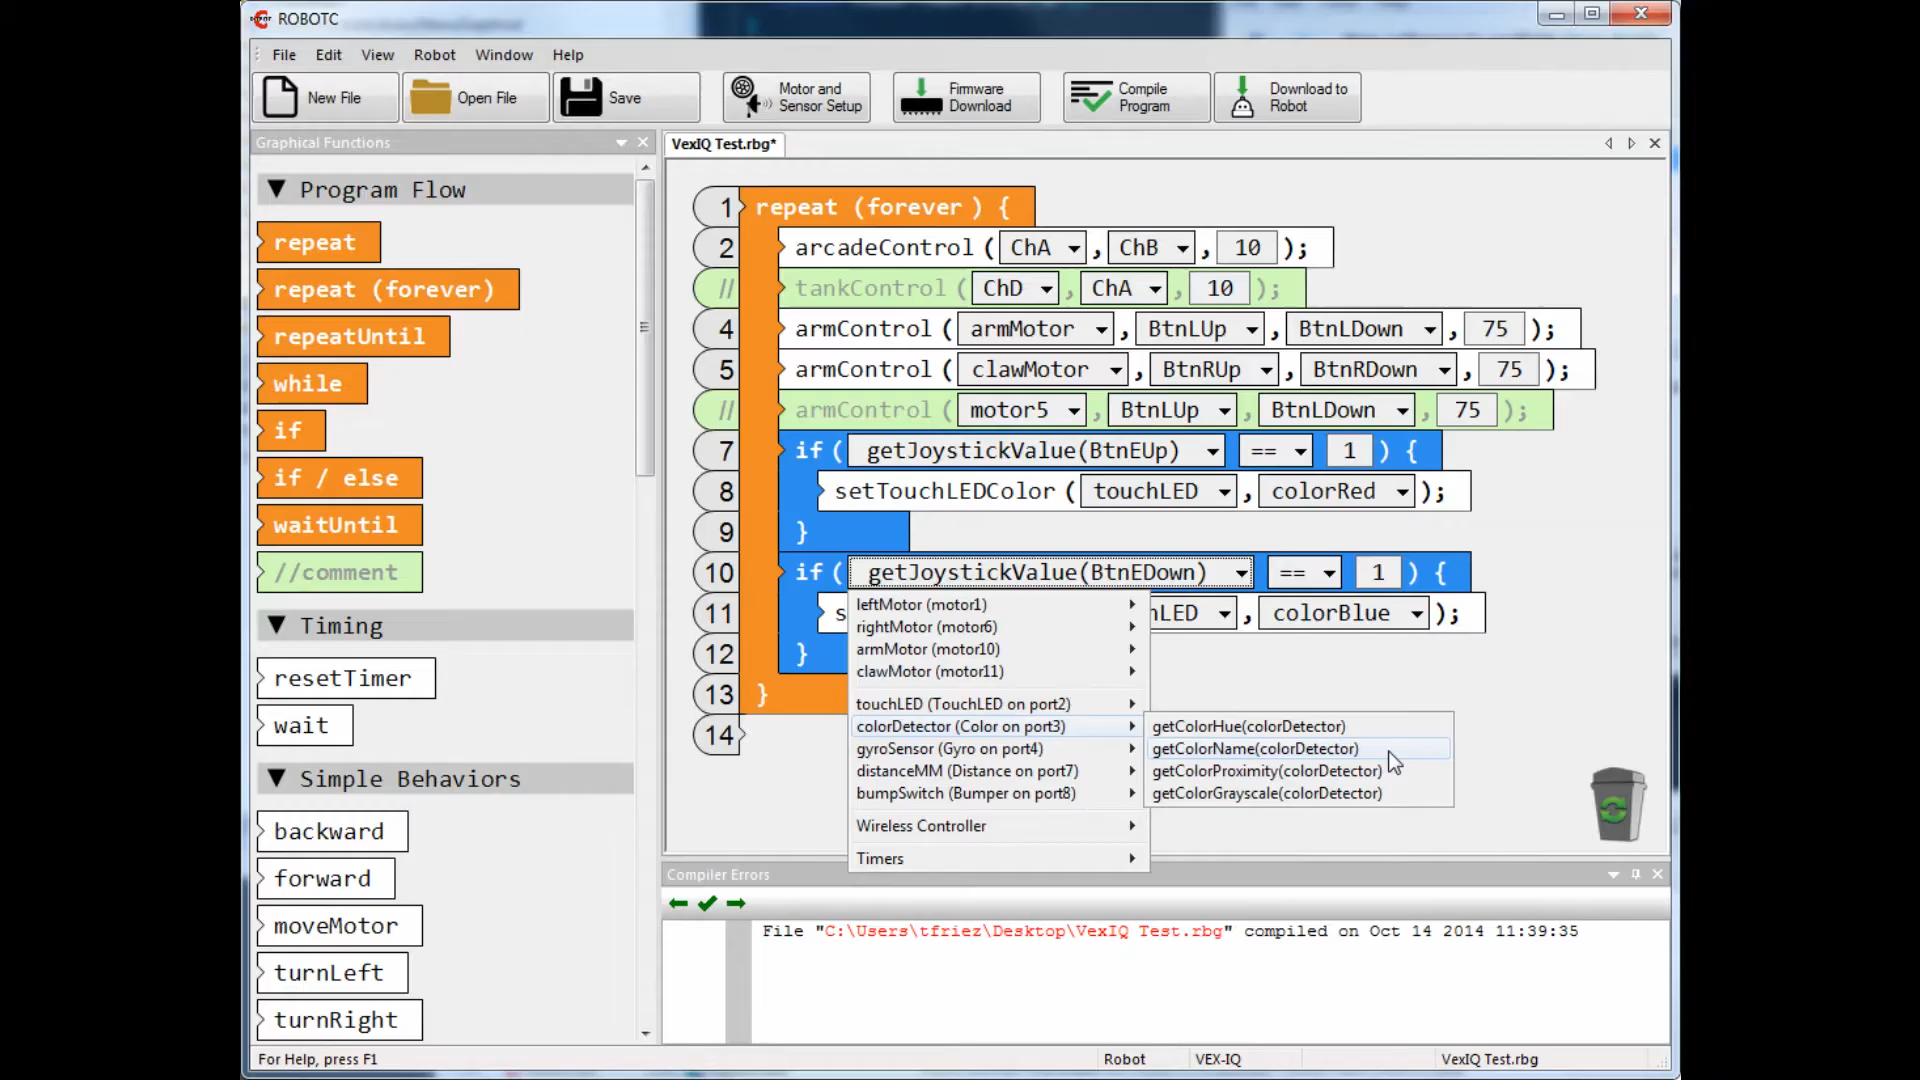 ROBOTC
File Edit View Robot Window Help
New File Open File Save Motor and Sensor Setup Firmware Download Compile Program Download to Robot
Graphical Functions
VexIQ Test.rbg*
Program Flow
repeat
repeat (forever)
repeatUntil
while
if
if / else
waitUntil
//comment
Timing
resetTimer
wait
Simple Behaviors
backward
forward
moveMotor
turnLeft
turnRight
1 repeat (forever ) {
2 arcadeControl ( ChA , ChB , 10 );
// tankControl ( ChD , ChA , 10 );
4 armControl ( armMotor , BtnLUp , BtnLDown , 75 );
5 armControl ( clawMotor , BtnRUp , BtnRDown , 75 );
// armControl ( motor5 , BtnLUp , BtnLDown , 75 );
7 if ( getJoystickValue(BtnEUp) == 1 ) {
8 setTouchLEDColor ( touchLED , colorRed );
9 }
10 if ( getJoystickValue(BtnEDown) == 1 ) {
11 s hLED , colorBlue );
12 }
13 }
14
leftMotor (motor1)
rightMotor (motor6)
armMotor (motor10)
clawMotor (motor11)
touchLED (TouchLED on port2)
colorDetector (Color on port3)
gyroSensor (Gyro on port4)
distanceMM (Distance on port7)
bumpSwitch (Bumper on port8)
Wireless Controller
Timers
getColorHue(colorDetector)
getColorName(colorDetector)
getColorProximity(colorDetector)
getColorGrayscale(colorDetector)
Compiler Errors
File "C:\Users\tfriez\Desktop\VexIQ Test.rbg" compiled on Oct 14 2014 11:39:35
For Help, press F1 Robot VEX-IQ VexIQ Test.rbg